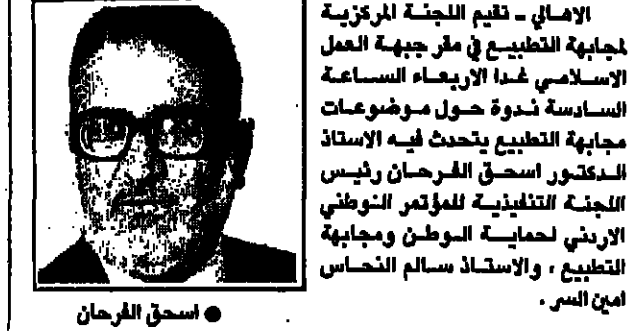 الاهالي - تقيم اللجنة المركزية
لمجابهة التطبيع في مقر جبهة العمل
الاسلامي غدا الاربعاء الساعة
السادسة ندوة حول موضوعات
مجابهة التطبيع يتحدث فيه الاستاذ
الدكتور اسحق الفرحان رئيس
اللجنة التنفيذية للمؤتمر الوطني
الاردني لحماية الوطن ومجابهة
التطبيع ، والاستاذ سالم النحاس
امين السر .
● اسحق الفرحان